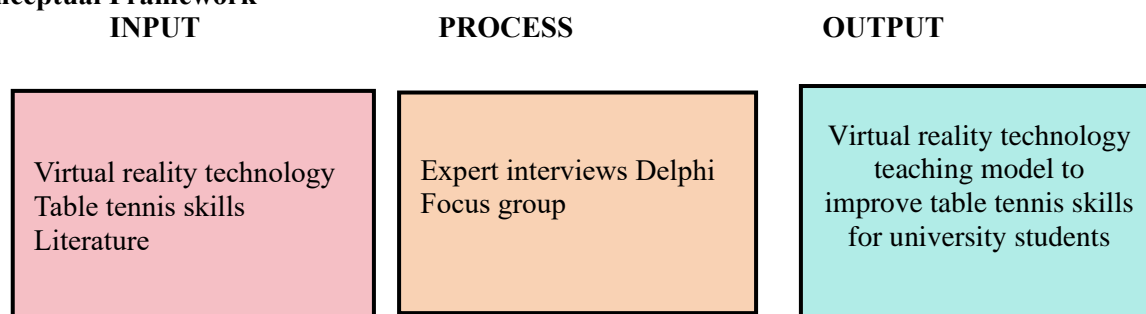 INPUT PROCESS OUTPUT
Virtual reality technology
Table tennis skills
Literature
Expert interviews Delphi
Focus group
Virtual reality technology
teaching model to
improve table tennis skills
for university students